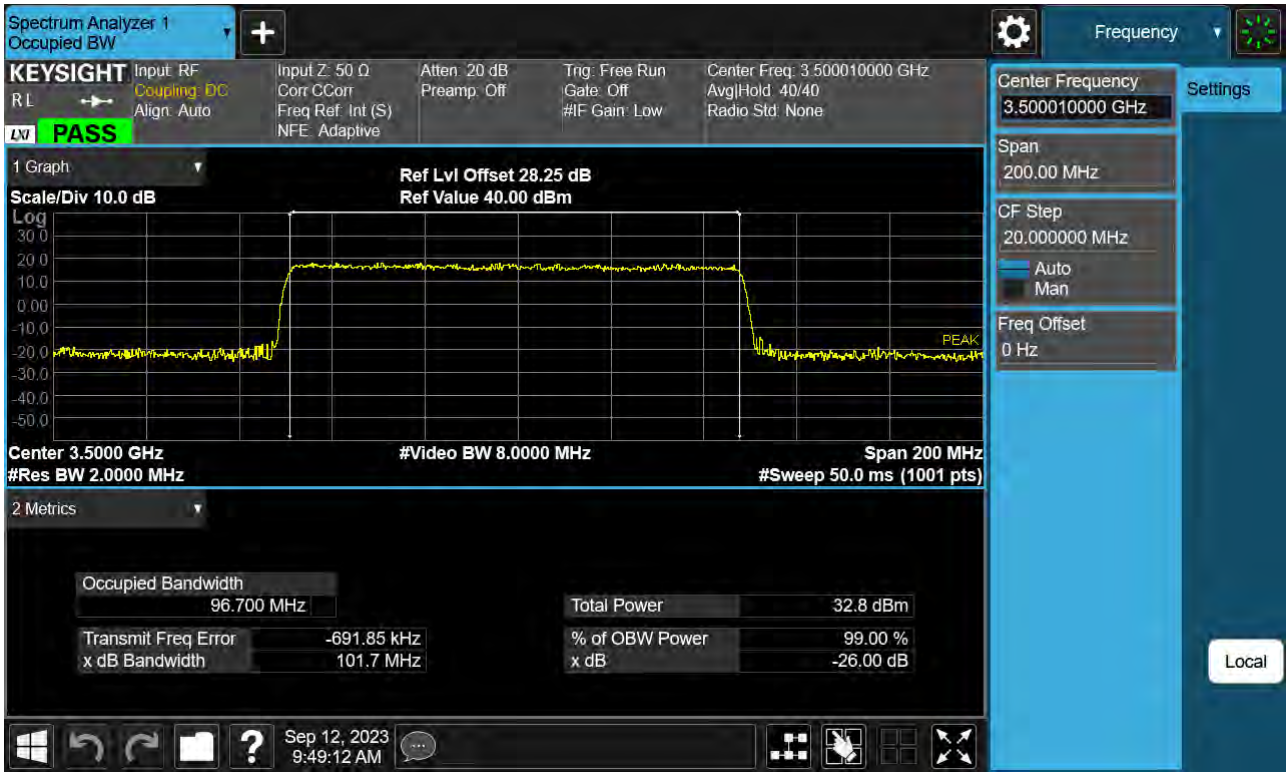 Spectrum Analyzer 1
Occupied BW
+
Frequency
KEYSIGHT
RL
LXI PASS
Input: RF
Coupling: DC
Align: Auto
Input Z: 50 Ω
Corr CCorr
Freq Ref: Int (S)
NFE: Adaptive
Atten: 20 dB
Preamp: Off
Trig: Free Run
Gate: Off
#IF Gain: Low
Center Freq: 3.500010000 GHz
Avg|Hold: 40/40
Radio Std: None
Center Frequency
3.500010000 GHz
Settings
Span
200.00 MHz
CF Step
20.000000 MHz
Auto
Man
Freq Offset
0 Hz
Local
1 Graph
Scale/Div 10.0 dB
Ref Lvl Offset 28.25 dB
Ref Value 40.00 dBm
Log
30.0
20.0
10.0
0.00
-10.0
-20.0
-30.0
-40.0
-50.0
PEAK
Center 3.5000 GHz
#Video BW 8.0000 MHz
Span 200 MHz
#Res BW 2.0000 MHz
#Sweep 50.0 ms (1001 pts)
2 Metrics
Occupied Bandwidth
96.700 MHz
Total Power 32.8 dBm
Transmit Freq Error -691.85 kHz
% of OBW Power 99.00 %
x dB Bandwidth 101.7 MHz
x dB -26.00 dB
?
Sep 12, 2023
9:49:12 AM